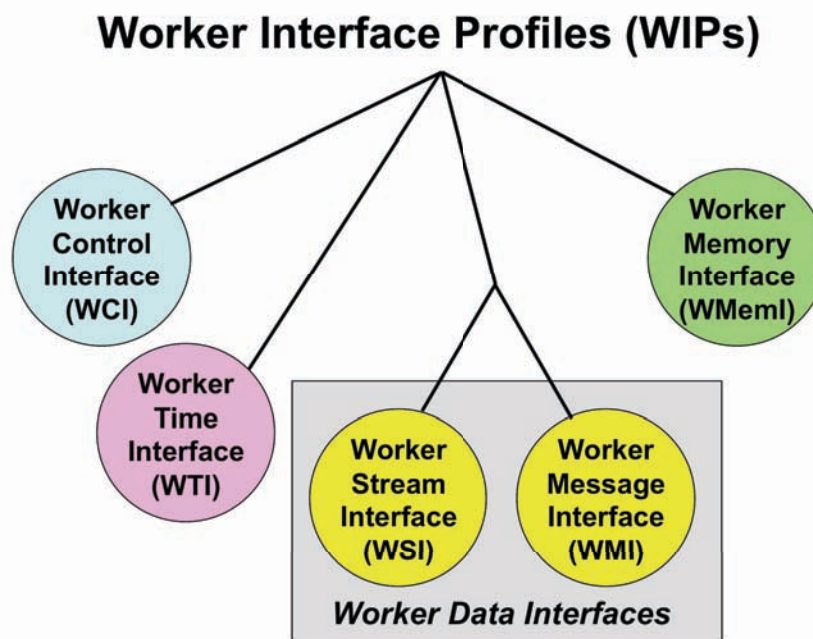 Worker Interface Profiles (WIPs)
Worker
Control
Interface
(WCI)
Worker
Memory
Interface
(WMemI)
Worker
Time
Interface
(WTI)
Worker
Stream
Interface
(WSI)
Worker
Message
Interface
(WMI)
Worker Data Interfaces